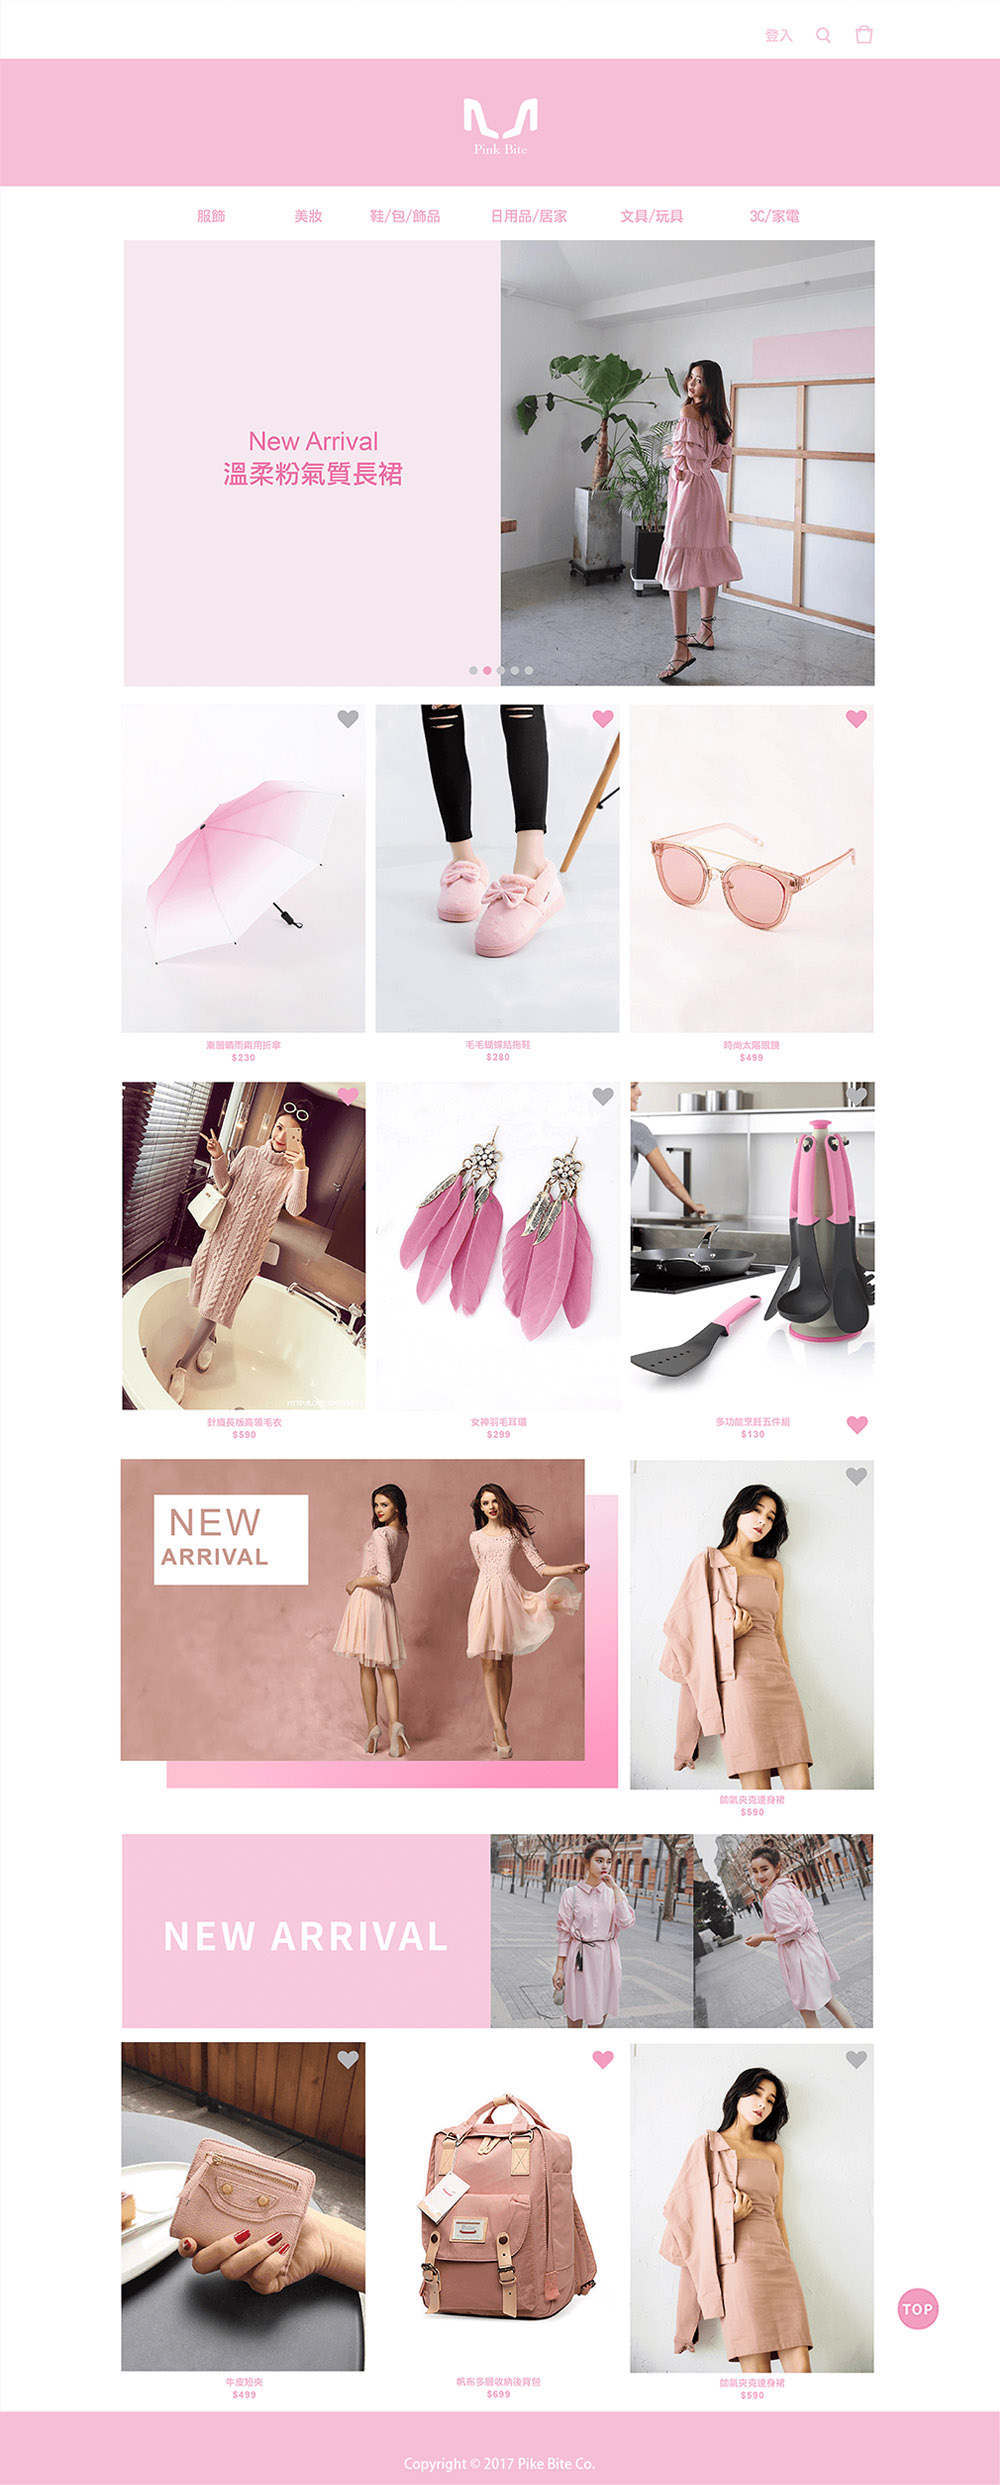 登入
Pink Bite
服飾 美妝 鞋/包/飾品 日用品/居家 文具/玩具 3C/家電
New Arrival
溫柔粉氣質長裙
漸層晴雨兩用折傘
$230
毛毛蝴蝶結拖鞋
$280
時尚太陽眼鏡
$499
針織長版高領毛衣
$590
女神羽毛耳環
$299
多功能烹飪五件組
$130
NEW
ARRIVAL
帥氣夾克連身裙
$590
NEW ARRIVAL
牛皮短夾
$499
帆布多層收納後背包
$699
帥氣夾克連身裙
$590
TOP
Copyright © 2017 Pike Bite Co.